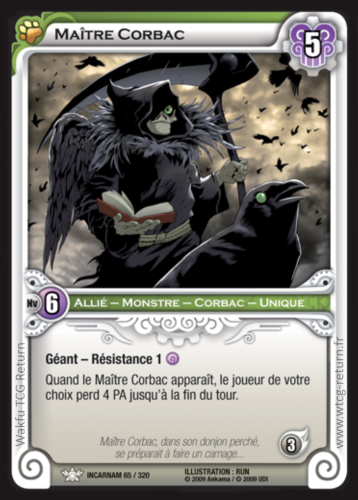 Maître Corbac
5
Nv 6 Allié – Monstre – Corbac – Unique
Géant – Résistance 1
Quand le Maître Corbac apparaît, le joueur de votre
choix perd 4 PA jusqu'à la fin du tour.
Maître Corbac, dans son donjon perché,
se préparait à faire un carnage...
3
INCARNAM 65 / 320
ILLUSTRATION : RUN
© 2009 Ankama / © 2009 UDI
Wakfu TCG Return
www.wtcg-return.fr